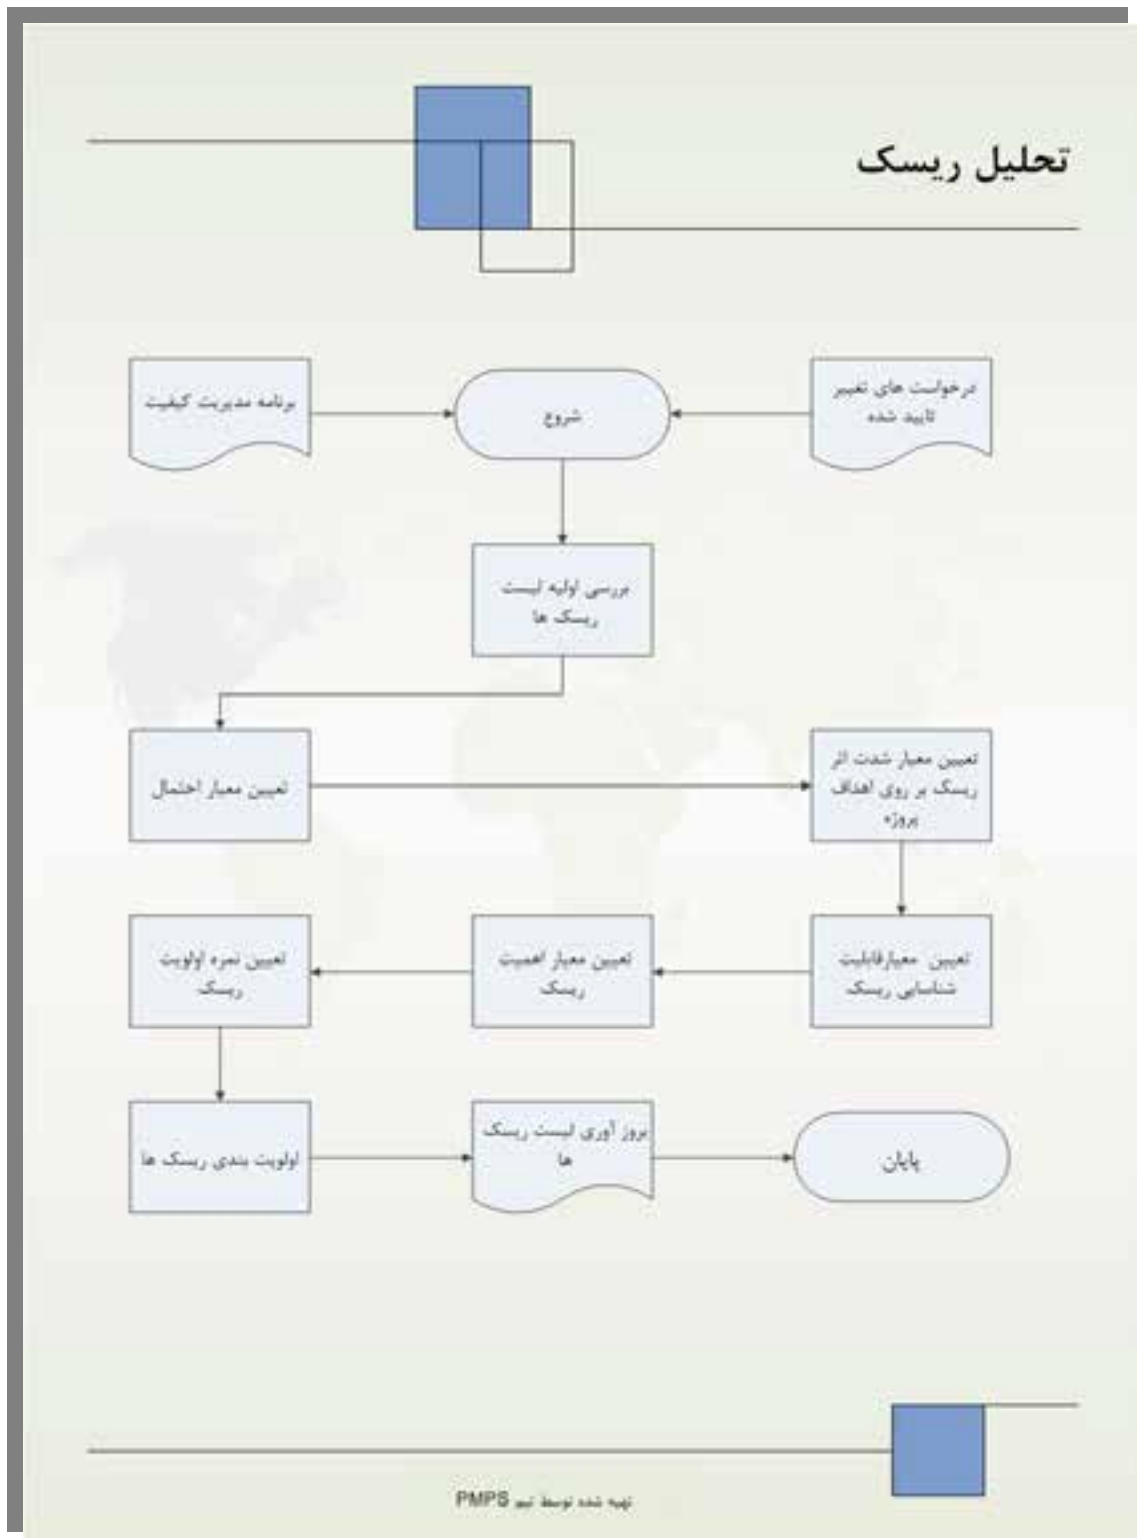 تحلیل ریسک
درخواست های تغییر
تایید شده
شروع
برنامه مدیریت کیفیت
بررسی اولیه لیست
ریسک ها
تعیین معیار احتمال
تعیین معیار شدت اثر
ریسک بر روی اهداف
پروژه
تعیین معیارقابلیت
شناسایی ریسک
تعیین معیار اهمیت
ریسک
تعیین نمره اولویت
ریسک
اولویت بندی ریسک ها
بروز آوری لیست ریسک
ها
پایان
تهیه شده توسط تیم PMPS